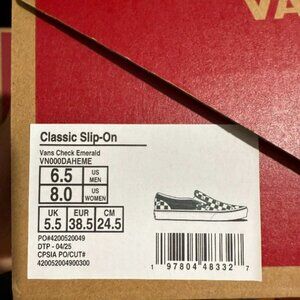 VA
Classic Slip-On
Vans Check Emerald
VN000DAHEME
6.5 US MEN
8.0 US WOMEN
UK EUR CM
5.5 38.5 24.5
PO#4200520049
DTP - 04/25
CPSIA PO/CUT#
420052004900300
1 97804 48332 7